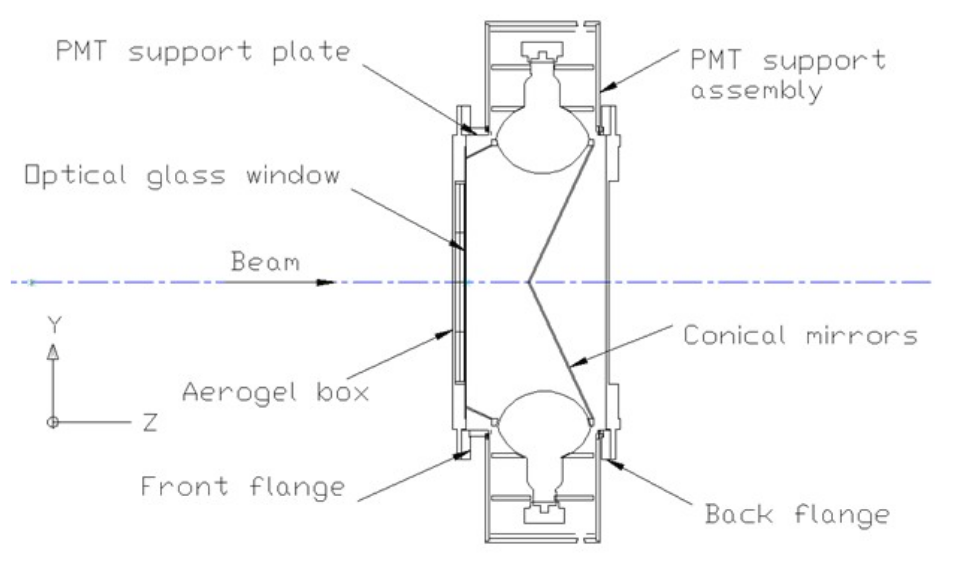 PMT support plate
PMT support
assembly
Optical glass window
Beam
Y
Conical mirrors
Aerogel box
Z
Front flange
Back flange